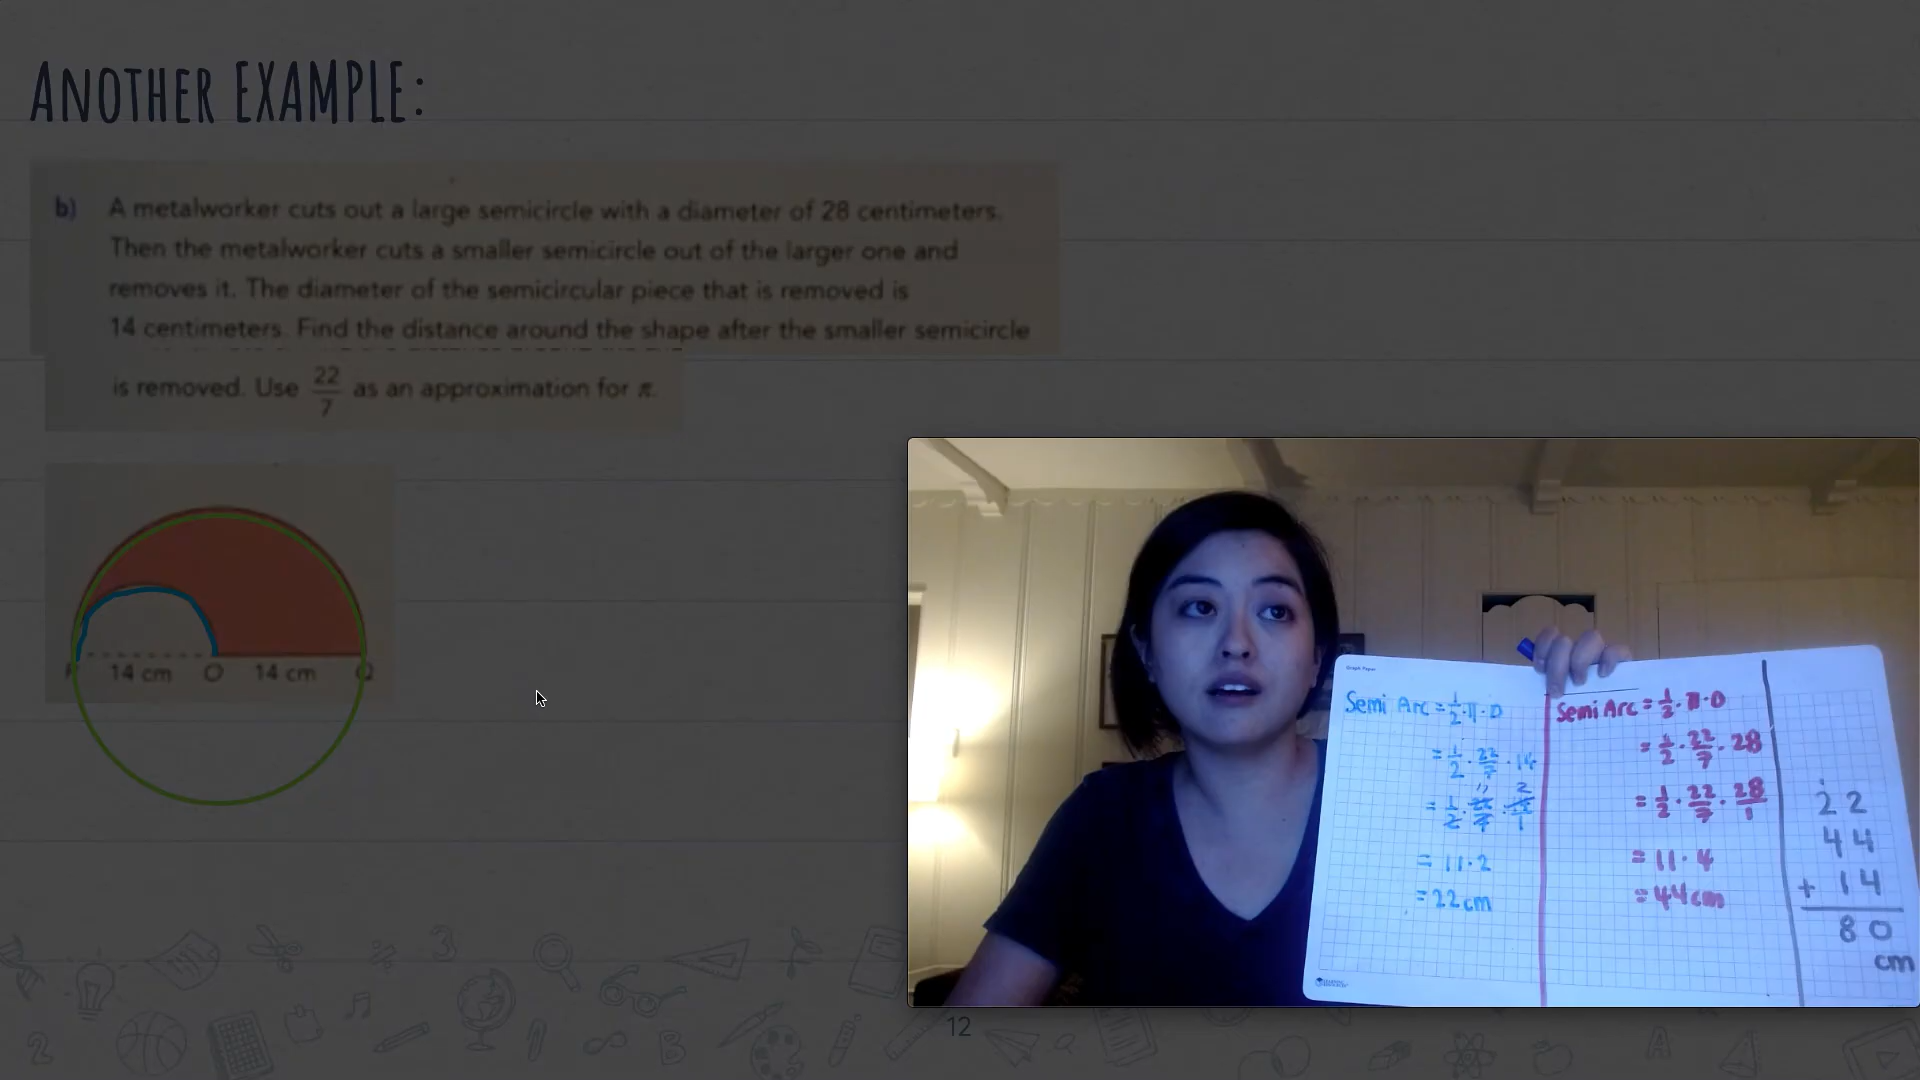 ANOTHER EXAMPLE:
b) A metalworker cuts out a large semicircle with a diameter of 28 centimeters.
Then the metalworker cuts a smaller semicircle out of the larger one and
removes it. The diameter of the semicircular piece that is removed is
14 centimeters. Find the distance around the shape after the smaller semicircle
is removed. Use 22/7 as an approximation for π.
14 cm O 14 cm Q
Graph Paper
Semi Arc = 1/2 · π · D
= 1/2 · 22/7 · 14
= 11 · 2
= 22 cm
Semi Arc = 1/2 · π · D
= 1/2 · 22/7 · 28
= 1/2 · 22/7 · 28/1
= 11 · 4
= 44 cm
22
44
+ 14
80
cm
12